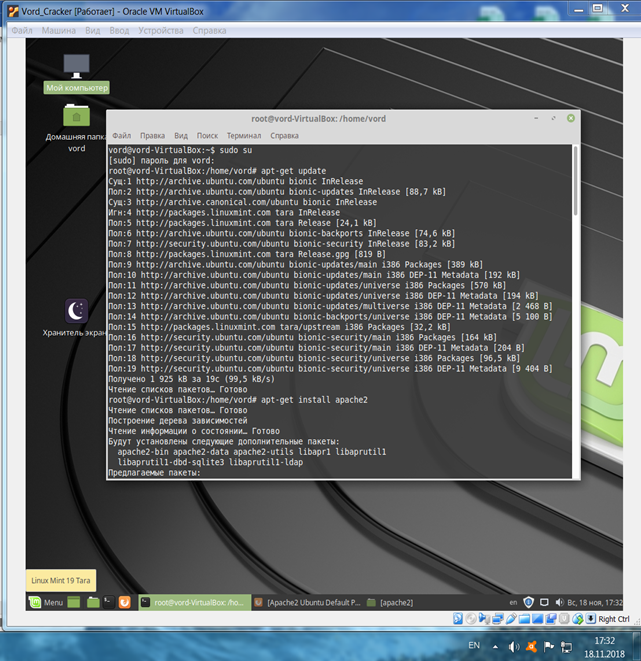 Vord_Cracker [Работает] - Oracle VM VirtualBox
Файл Машина Вид Ввод Устройства Справка
Мой компьютер
Домашняя папка
vord
Хранитель экран
root@vord-VirtualBox: /home/vord
Файл Правка Вид Поиск Терминал Справка
vord@vord-VirtualBox:~$ sudo su
[sudo] пароль для vord:
root@vord-VirtualBox:/home/vord# apt-get update
Сущ:1 http://archive.ubuntu.com/ubuntu bionic InRelease
Пол:2 http://archive.ubuntu.com/ubuntu bionic-updates InRelease [88,7 kB]
Сущ:3 http://archive.canonical.com/ubuntu bionic InRelease
Игн:4 http://packages.linuxmint.com tara InRelease
Пол:5 http://packages.linuxmint.com tara Release [24,1 kB]
Пол:6 http://archive.ubuntu.com/ubuntu bionic-backports InRelease [74,6 kB]
Пол:7 http://security.ubuntu.com/ubuntu bionic-security InRelease [83,2 kB]
Пол:8 http://packages.linuxmint.com tara Release.gpg [819 B]
Пол:9 http://archive.ubuntu.com/ubuntu bionic-updates/main i386 Packages [389 kB]
Пол:10 http://archive.ubuntu.com/ubuntu bionic-updates/main i386 DEP-11 Metadata [192 kB]
Пол:11 http://archive.ubuntu.com/ubuntu bionic-updates/universe i386 Packages [570 kB]
Пол:12 http://archive.ubuntu.com/ubuntu bionic-updates/universe i386 DEP-11 Metadata [194 kB]
Пол:13 http://archive.ubuntu.com/ubuntu bionic-updates/multiverse i386 DEP-11 Metadata [2 468 B]
Пол:14 http://archive.ubuntu.com/ubuntu bionic-backports/universe i386 DEP-11 Metadata [5 100 B]
Пол:15 http://packages.linuxmint.com tara/upstream i386 Packages [32,2 kB]
Пол:16 http://security.ubuntu.com/ubuntu bionic-security/main i386 Packages [164 kB]
Пол:17 http://security.ubuntu.com/ubuntu bionic-security/main i386 DEP-11 Metadata [204 B]
Пол:18 http://security.ubuntu.com/ubuntu bionic-security/universe i386 Packages [96,5 kB]
Пол:19 http://security.ubuntu.com/ubuntu bionic-security/universe i386 DEP-11 Metadata [9 404 B]
Получено 1 925 kB за 19с (99,5 kB/s)
Чтение списков пакетов… Готово
root@vord-VirtualBox:/home/vord# apt-get install apache2
Чтение списков пакетов… Готово
Построение дерева зависимостей
Чтение информации о состоянии… Готово
Будут установлены следующие дополнительные пакеты:
apache2-bin apache2-data apache2-utils libapr1 libaprutil1
libaprutil1-dbd-sqlite3 libaprutil1-ldap
Предлагаемые пакеты:
Linux Mint 19 Tara
Menu root@vord-VirtualBox: /ho... [Apache2 Ubuntu Default P... [apache2] en Вс, 18 ноя, 17:32
Right Ctrl
EN 17:32
18.11.2018